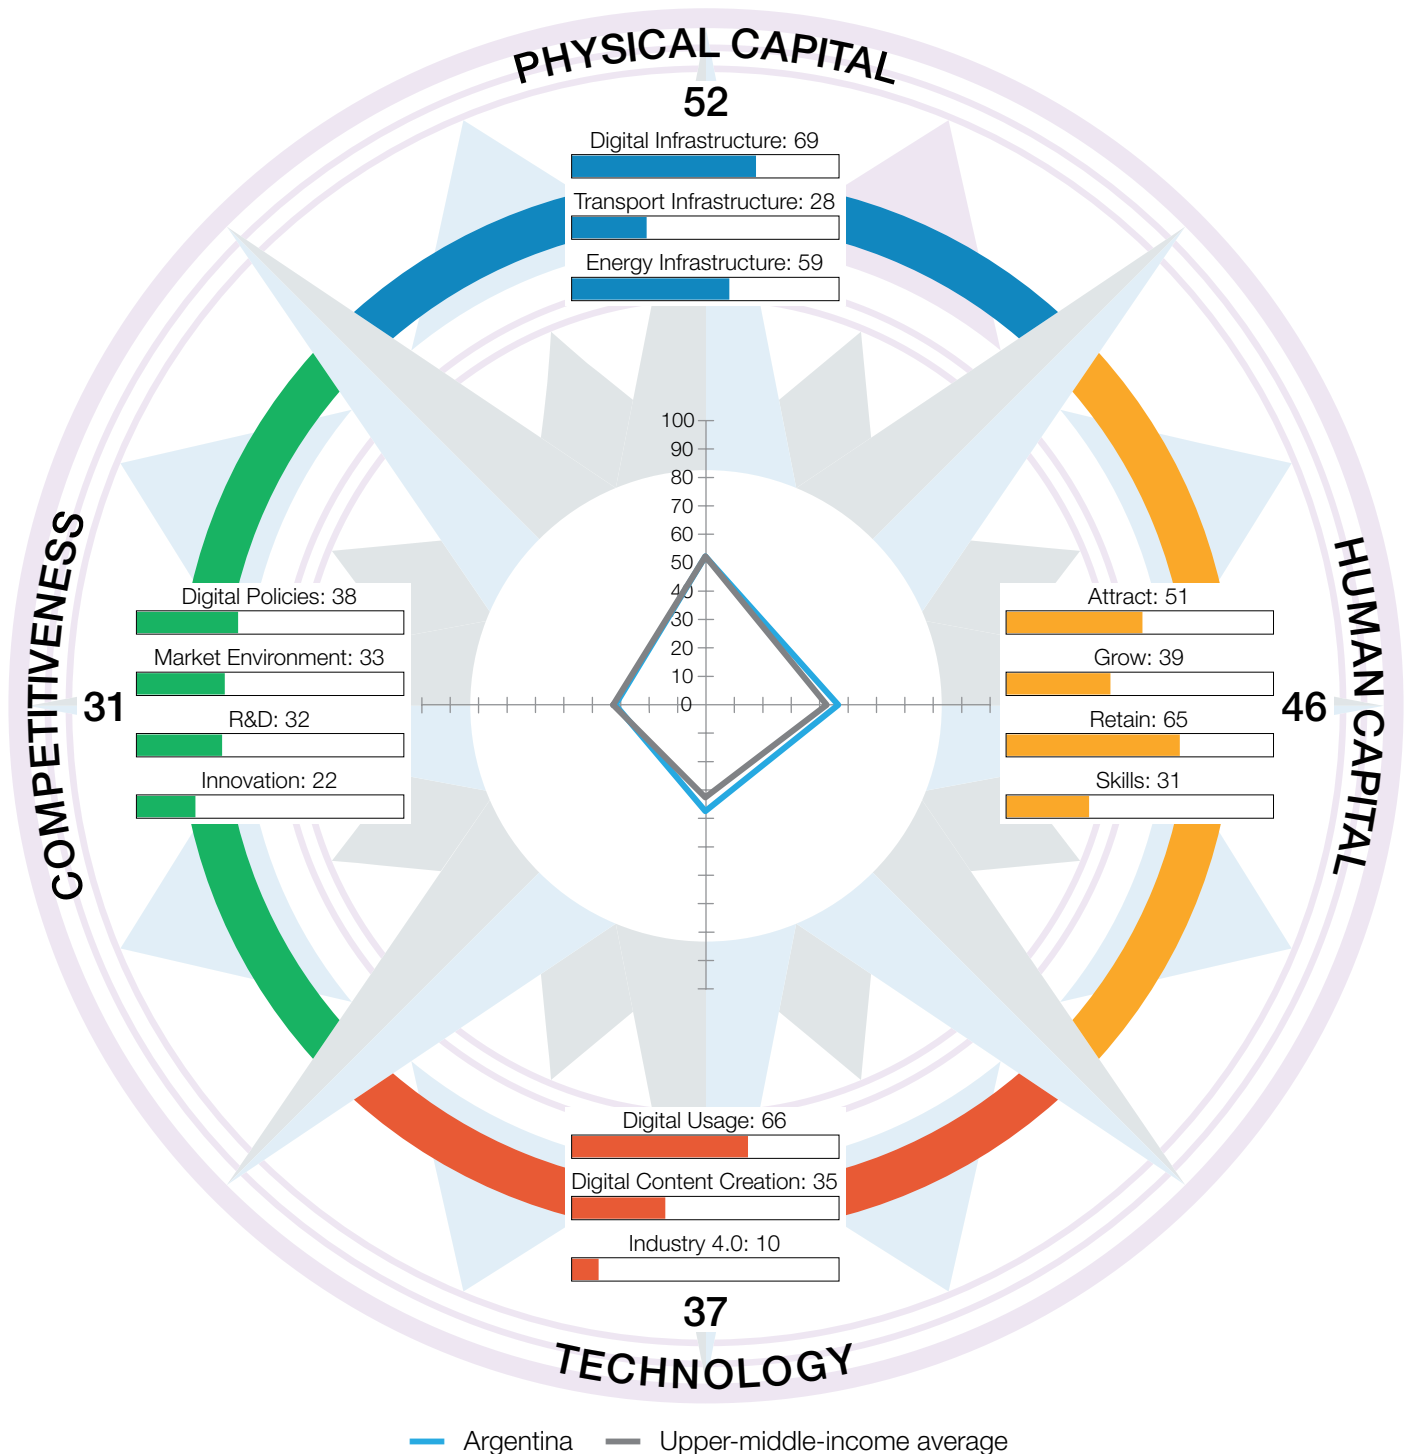 PHYSICAL CAPITAL
52
Digital Infrastructure: 69
Transport Infrastructure: 28
Energy Infrastructure: 59
100
90
80
70
60
50
40
30
20
10
0
COMPETITIVENESS
31
Digital Policies: 38
Market Environment: 33
R&D: 32
Innovation: 22
HUMAN CAPITAL
46
Attract: 51
Grow: 39
Retain: 65
Skills: 31
Digital Usage: 66
Digital Content Creation: 35
Industry 4.0: 10
37
TECHNOLOGY
Argentina
Upper-middle-income average